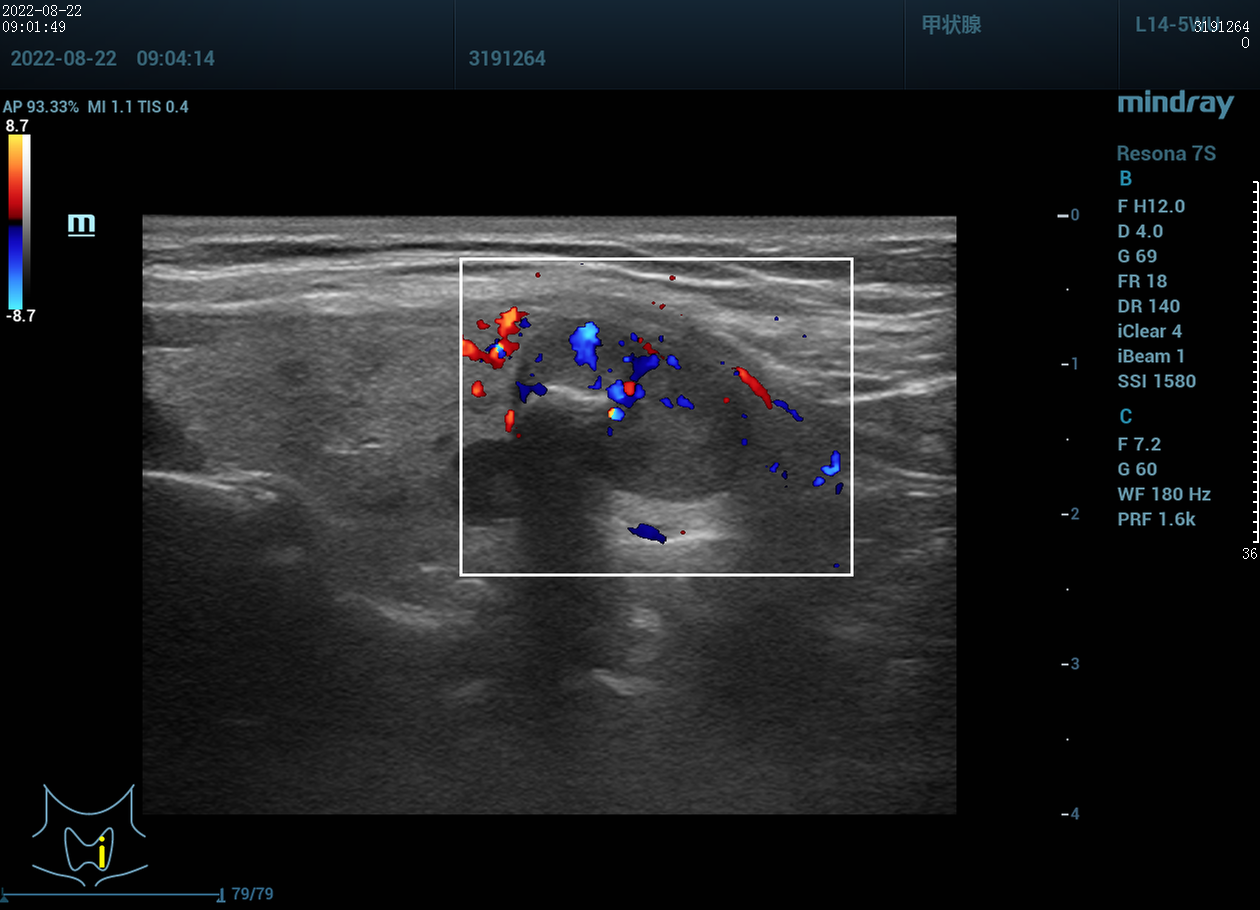 2022-08-22
09:01:49
2022-08-22 09:04:14
3191264
甲状腺
L14-5WU
3191264
0
AP 93.33% MI 1.1 TIS 0.4
8.7
-8.7
m
mindray
Resona 7S
B
F H12.0
D 4.0
G 69
FR 18
DR 140
iClear 4
iBeam 1
SSI 1580
C
F 7.2
G 60
WF 180 Hz
PRF 1.6k
0
1
2
3
4
36
79/79